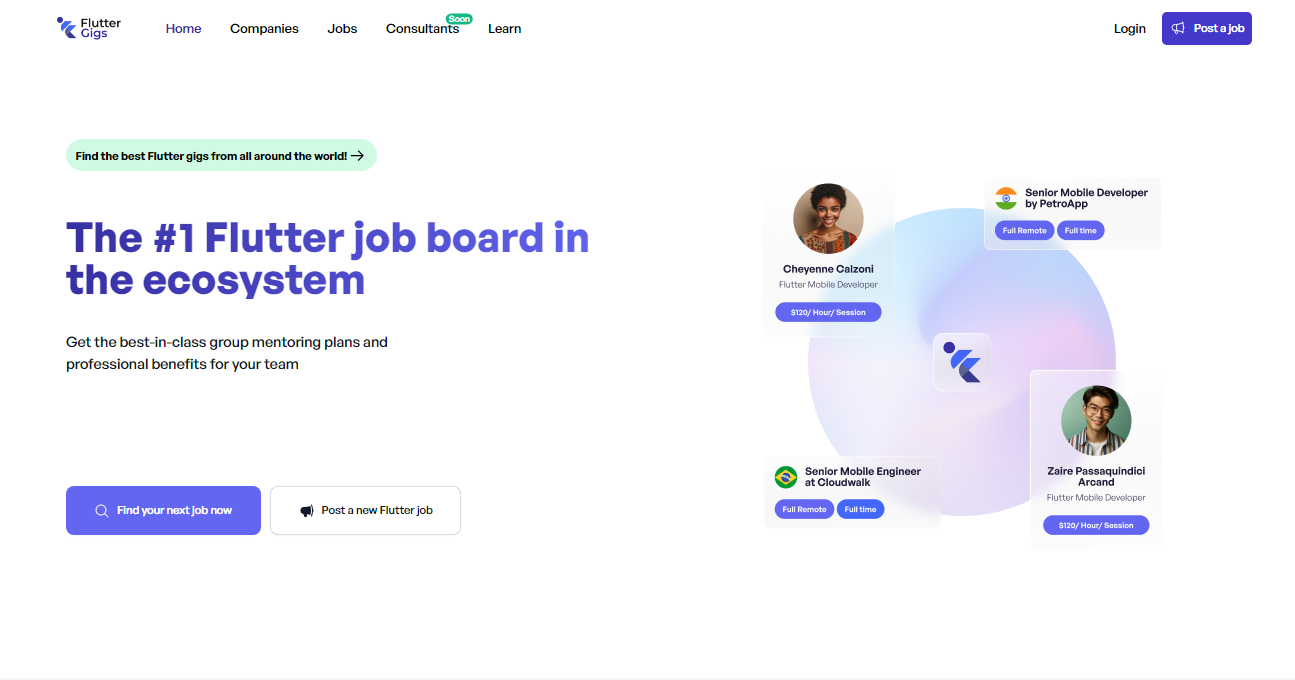 Flutter
Gigs
Home
Companies
Jobs
Consultants
Soon
Learn
Login
Post a job
Find the best Flutter gigs from all around the world!
The #1 Flutter job board in
the ecosystem
Get the best-in-class group mentoring plans and
professional benefits for your team
Find your next job now
Post a new Flutter job
Cheyenne Calzoni
Flutter Mobile Developer
$120/ Hour/ Session
Senior Mobile Developer
by PetroApp
Full Remote
Full time
Senior Mobile Engineer
at Cloudwalk
Full Remote
Full time
Zaire Passaquindici
Arcand
Flutter Mobile Developer
$120/ Hour/ Session